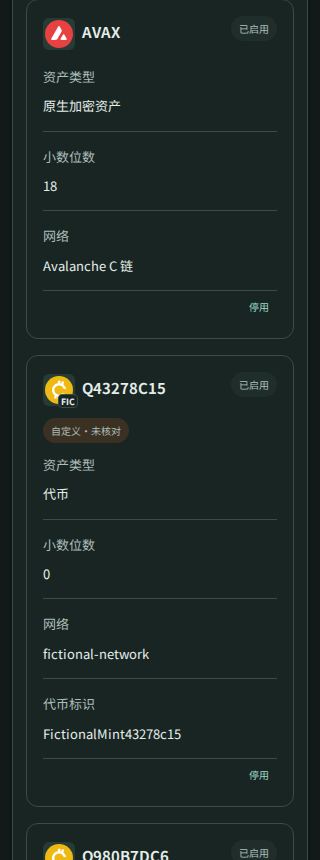 AVAX
已启用
资产类型
原生加密资产
小数位数
18
网络
Avalanche C 链
停用
FIC
Q43278C15
已启用
自定义・未核对
资产类型
代币
小数位数
0
网络
fictional-network
代币标识
FictionalMint43278c15
停用
Q980B7DC6
已启用